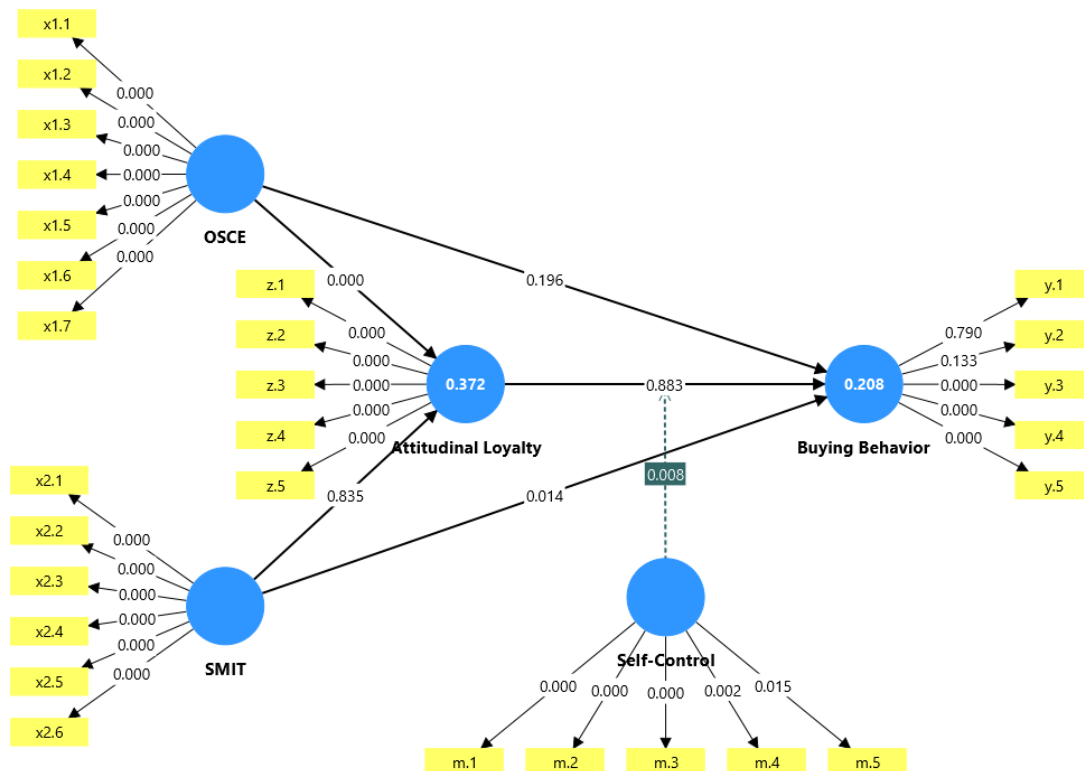 x1.1
x1.2
x1.3
x1.4
x1.5
x1.6
x1.7
0.000
0.000
0.000
0.000
0.000
0.000
0.000
OSCE
0.000
0.196
z.1
z.2
z.3
z.4
z.5
0.000
0.000
0.000
0.000
0.000
0.372
Attitudinal Loyalty
0.883
0.208
Buying Behavior
0.790
0.133
0.000
0.000
0.000
y.1
y.2
y.3
y.4
y.5
0.835
0.014
0.008
x2.1
x2.2
x2.3
x2.4
x2.5
x2.6
0.000
0.000
0.000
0.000
0.000
0.000
SMIT
Self-Control
0.000
0.000
0.000
0.002
0.015
m.1
m.2
m.3
m.4
m.5